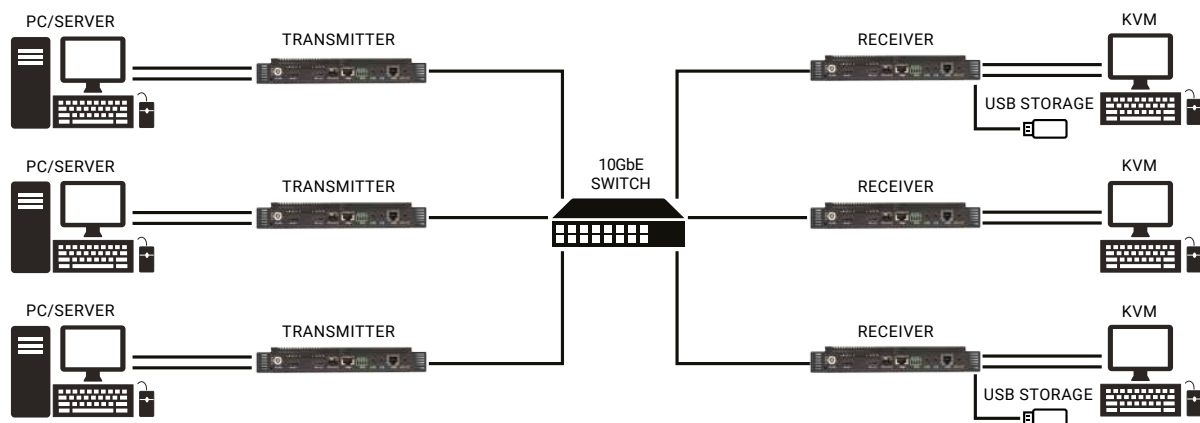 PC/SERVER
TRANSMITTER
RECEIVER
KVM
USB STORAGE
PC/SERVER
TRANSMITTER
10GbE
SWITCH
RECEIVER
KVM
PC/SERVER
TRANSMITTER
RECEIVER
KVM
USB STORAGE